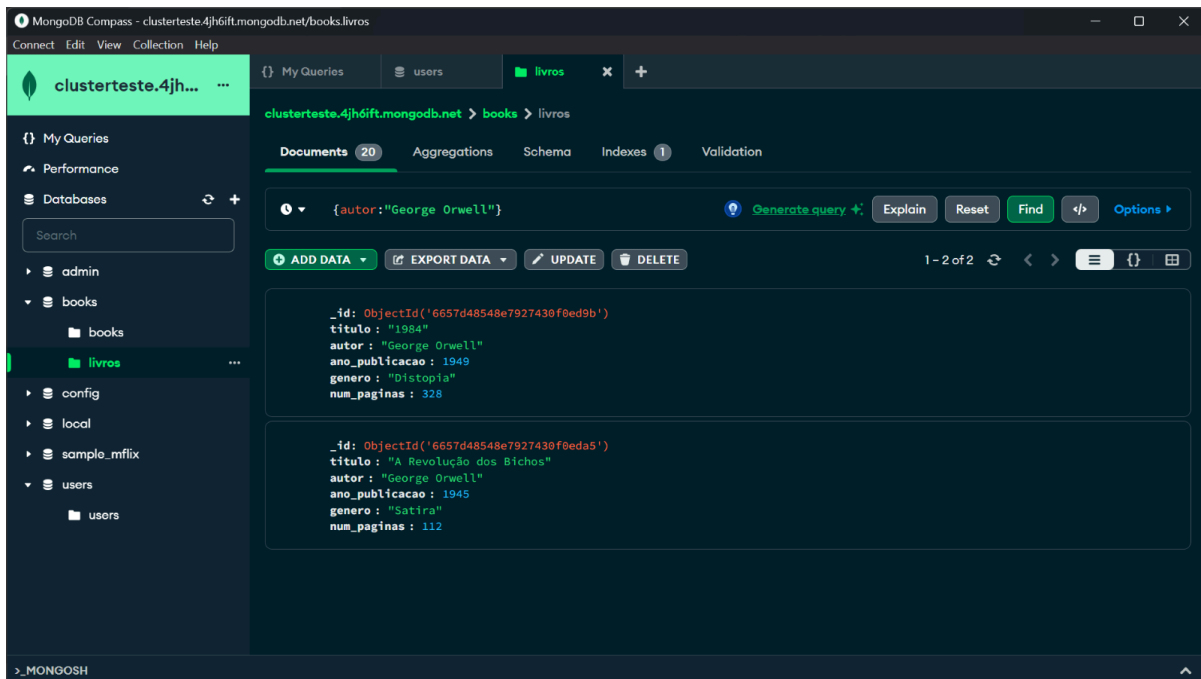 MongoDB Compass - clusterteste.4jh6ift.mongodb.net/books.livros
Connect Edit View Collection Help
clusterteste.4jh... ...
{} My Queries
Performance
Databases
Search
admin
books
books
livros ...
config
local
sample_mflix
users
users
{} My Queries users livros
clusterteste.4jh6ift.mongodb.net > books > livros
Documents 20 Aggregations Schema Indexes 1 Validation
{autor:"George Orwell"} Generate query Explain Reset Find </> Options
ADD DATA EXPORT DATA UPDATE DELETE 1-2 of 2 {}
_id: ObjectId('6657d48548e7927430f0ed9b')
titulo : "1984"
autor : "George Orwell"
ano_publicacao : 1949
genero : "Distopia"
num_paginas : 328
_id: ObjectId('6657d48548e7927430f0eda5')
titulo : "A Revolução dos Bichos"
autor : "George Orwell"
ano_publicacao : 1945
genero : "Satira"
num_paginas : 112
>_MONGOSH